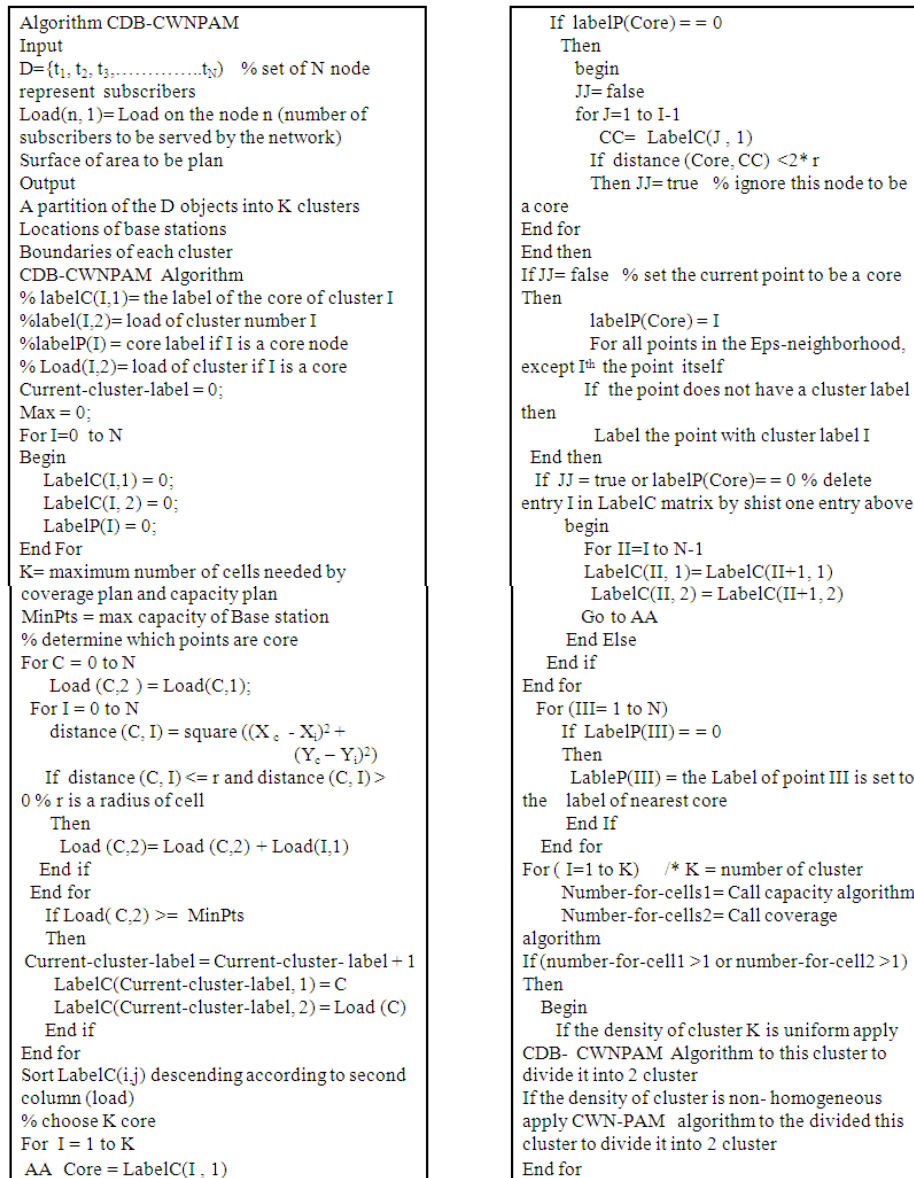 Algorithm CDB-CWNPAM
Input
D={t1, t2, t3,…………..tN)   % set of N node
represent subscribers
Load(n, 1)= Load on the node n (number of
subscribers to be served by the network)
Surface of area to be plan
Output
A partition of the D objects into K clusters
Locations of base stations
Boundaries of each cluster
CDB-CWNPAM Algorithm
% labelC(I,1)= the label of the core of cluster I
%label(I,2)= load of cluster number I
%labelP(I) = core label if I is a core node
% Load(I,2)= load of cluster if I is a core
Current-cluster-label = 0;
Max = 0;
For I=0 to N
Begin
LabelC(I,1) = 0;
LabelC(I, 2) = 0;
LabelP(I) = 0;
End For
K= maximum number of cells needed by
coverage plan and capacity plan
MinPts = max capacity of Base station
% determine which points are core
For C = 0 to N
Load (C,2 ) = Load(C,1);
For I = 0 to N
distance (C, I) = square ((X c - Xi)2 +
(Yc – Yi)2)
If distance (C, I) <= r and distance (C, I) >
0 % r is a radius of cell
Then
Load (C,2)= Load (C,2) + Load(I,1)
End if
End for
If Load( C,2) >= MinPts
Then
Current-cluster-label = Current-cluster- label + 1
LabelC(Current-cluster-label, 1) = C
LabelC(Current-cluster-label, 2) = Load (C)
End if
End for
Sort LabelC(i,j) descending according to second
column (load)
% choose K core
For I = 1 to K
AA Core = LabelC(I , 1)
If labelP(Core) = = 0
Then
begin
JJ= false
for J=1 to I-1
CC= LabelC(J , 1)
If distance (Core, CC) <2* r
Then JJ= true % ignore this node to be
a core
End for
End then
If JJ= false % set the current point to be a core
Then
labelP(Core) = I
For all points in the Eps-neighborhood,
except Ith the point itself
If the point does not have a cluster label
then
Label the point with cluster label I
End then
If JJ = true or labelP(Core)= = 0 % delete
entry I in LabelC matrix by shist one entry above
begin
For II=I to N-1
LabelC(II, 1)= LabelC(II+1, 1)
LabelC(II, 2) = LabelC(II+1, 2)
Go to AA
End Else
End if
End for
For (III= 1 to N)
If LabelP(III) = = 0
Then
LableP(III) = the Label of point III is set to
the label of nearest core
End If
End for
For ( I=1 to K) /* K = number of cluster
Number-for-cells1= Call capacity algorithm
Number-for-cells2= Call coverage
algorithm
If (number-for-cell1 >1 or number-for-cell2 >1)
Then
Begin
If the density of cluster K is uniform apply
CDB- CWNPAM Algorithm to this cluster to
divide it into 2 cluster
If the density of cluster is non- homogeneous
apply CWN-PAM algorithm to the divided this
cluster to divide it into 2 cluster
End for